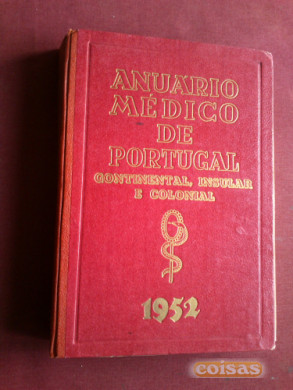 ANUARIO
MÉDICO
DE
PORTUGAL
CONTINENTAL, INSULAR
E COLONIAL
1952
coisas